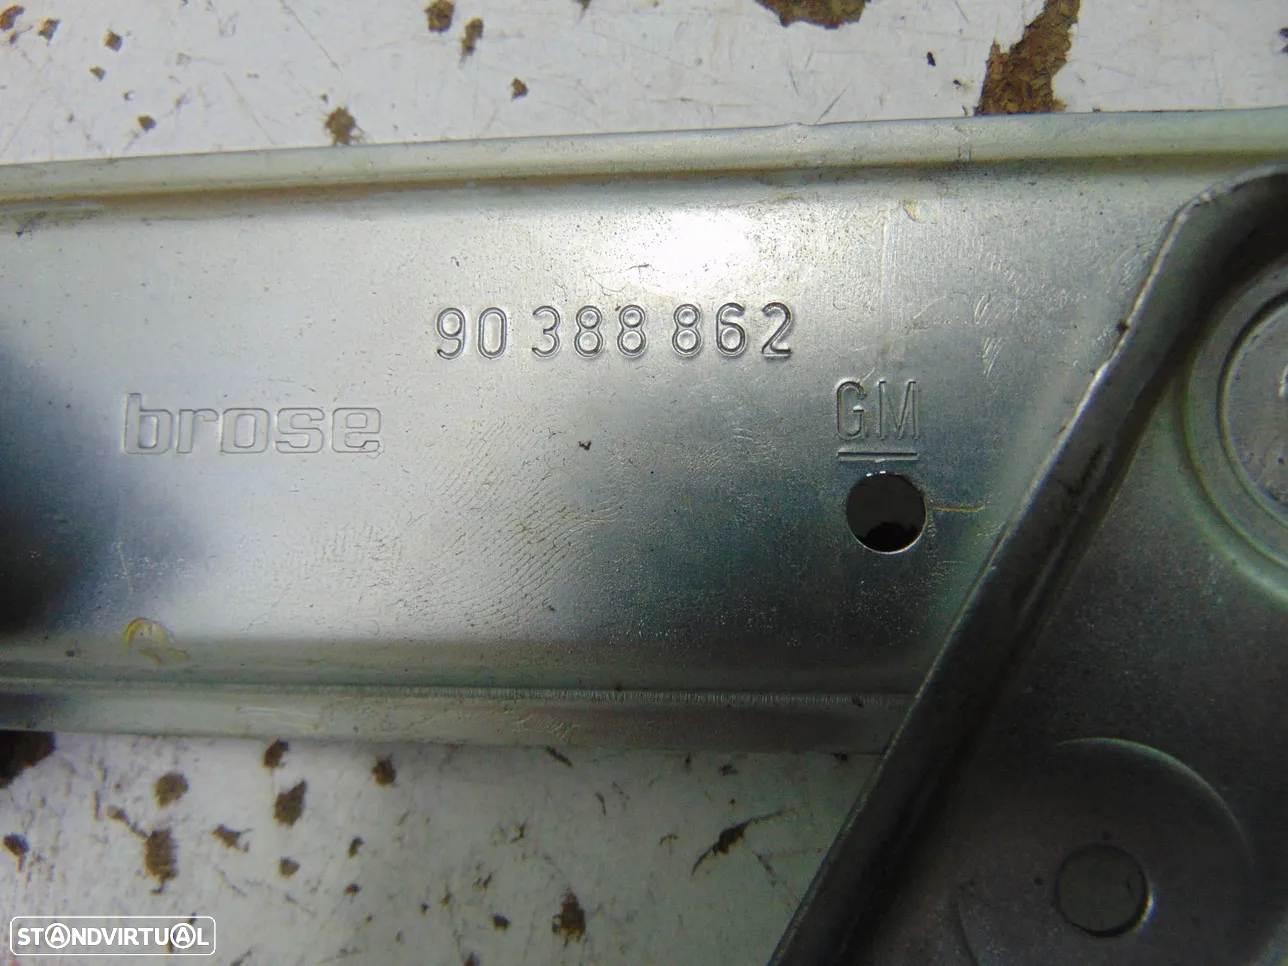 90 388 862
brose
GM
STANDVIRTUAL